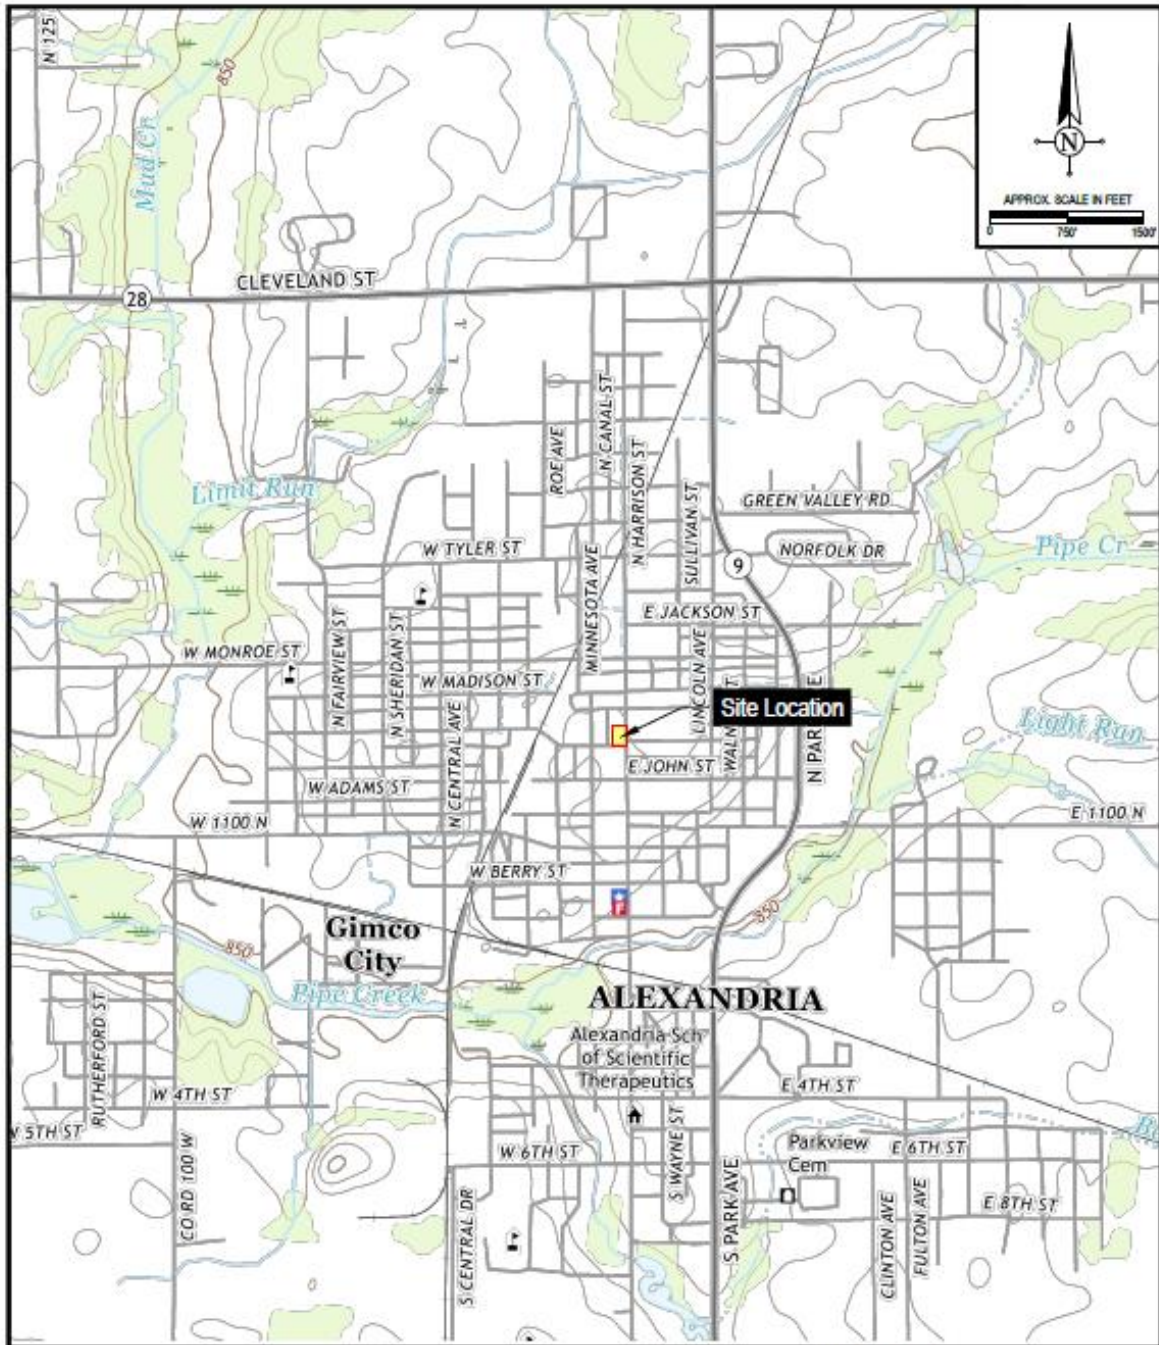 N 125
850
Mud Cr
N
APPROX. SCALE IN FEET
0 750' 1500'
CLEVELAND ST
28
ROE AVE
N CANAL ST
N HARRISON ST
SULLIVAN ST
Limit Run
GREEN VALLEY RD
W TYLER ST
NORFOLK DR
Pipe Cr
9
MINNESOTA AVE
E JACKSON ST
N FAIRVIEW ST
N SHERIDAN ST
W MONROE ST
W MADISON ST
LINCOLN AVE
Site Location
N CENTRAL AVE
Light Run
E JOHN ST
W ADAMS ST
W 1100 N
E 1100 N
W BERRY ST
F
850
850
Gimco
City
Pipe Creek
ALEXANDRIA
Alexandria Sch
of Scientific
Therapeutics
RUTHERFORD ST
W 4TH ST
E 4TH ST
W 5TH ST
CO RD 100 W
W 6TH ST
S WAYNE ST
Parkview
Cem
E 6TH ST
S CENTRAL DR
S PARK AVE
CLINTON AVE
FULTON AVE
E 8TH ST